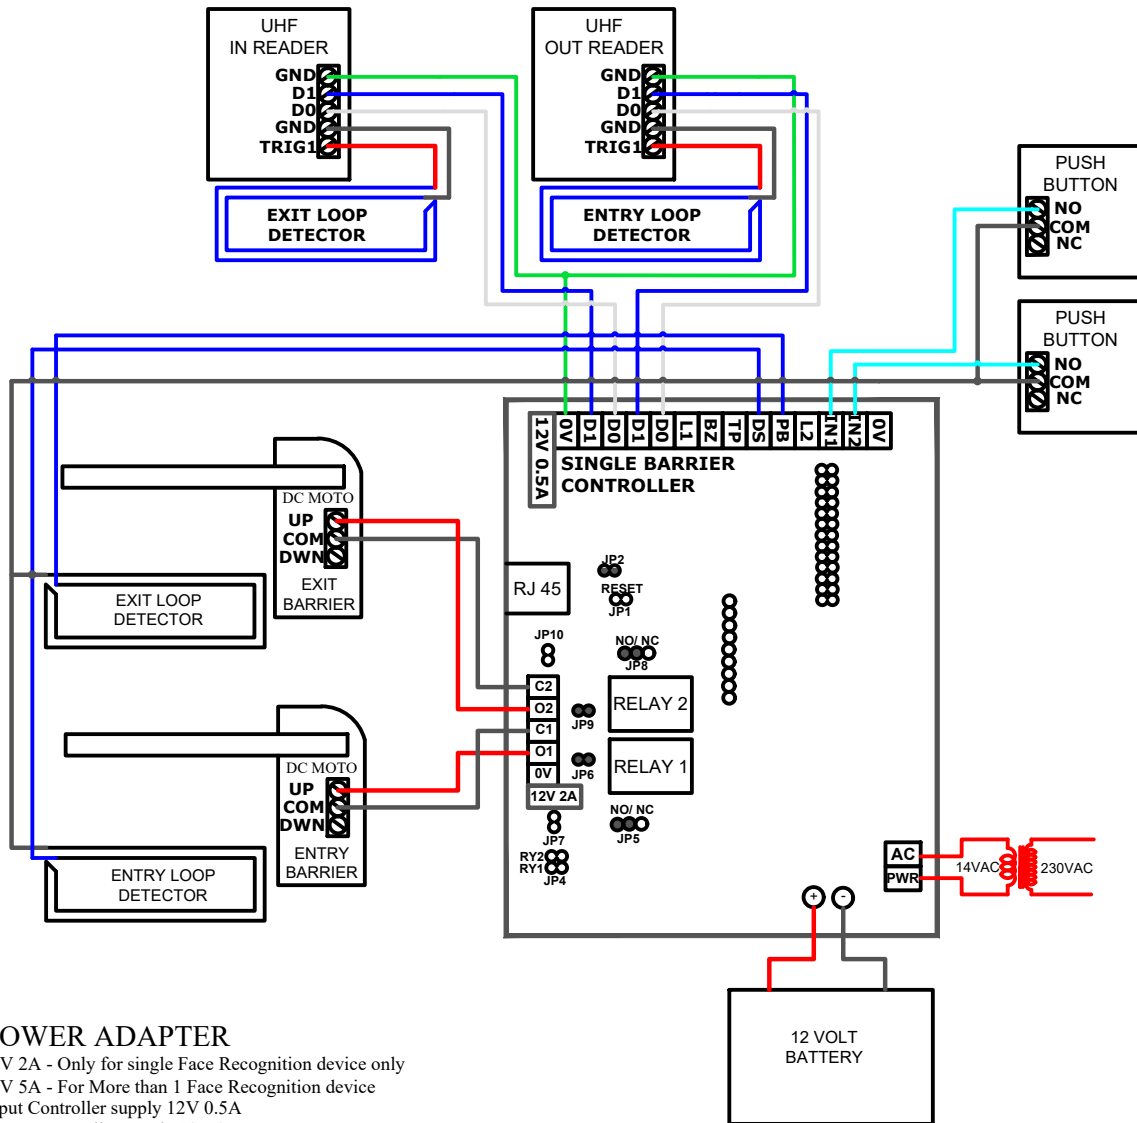 UHF
IN READER
GND
D1
D0
GND
TRIG1
UHF
OUT READER
GND
D1
D0
GND
TRIG1
EXIT LOOP
DETECTOR
ENTRY LOOP
DETECTOR
PUSH
BUTTON
NO
COM
NC
PUSH
BUTTON
NO
COM
NC
12V 0.5A
0V
D1
D0
D1
D0
L1
BZ
TP
DS
PB
L2
IN1
IN2
0V
SINGLE BARRIER
CONTROLLER
DC MOTO
UP
COM
DWN
EXIT
BARRIER
EXIT LOOP
DETECTOR
RJ 45
JP2
RESET
JP1
JP10
NO/ NC
JP8
C2
O2
C1
O1
0V
12V 2A
JP9
JP6
RELAY 2
RELAY 1
NO/ NC
JP5
JP7
RY2
RY1
JP4
DC MOTO
UP
COM
DWN
ENTRY
BARRIER
ENTRY LOOP
DETECTOR
AC
PWR
14VAC
230VAC
+
-
12 VOLT
BATTERY
OWER ADAPTER
V 2A - Only for single Face Recognition device only
V 5A - For More than 1 Face Recognition device
put Controller supply 12V 0.5A